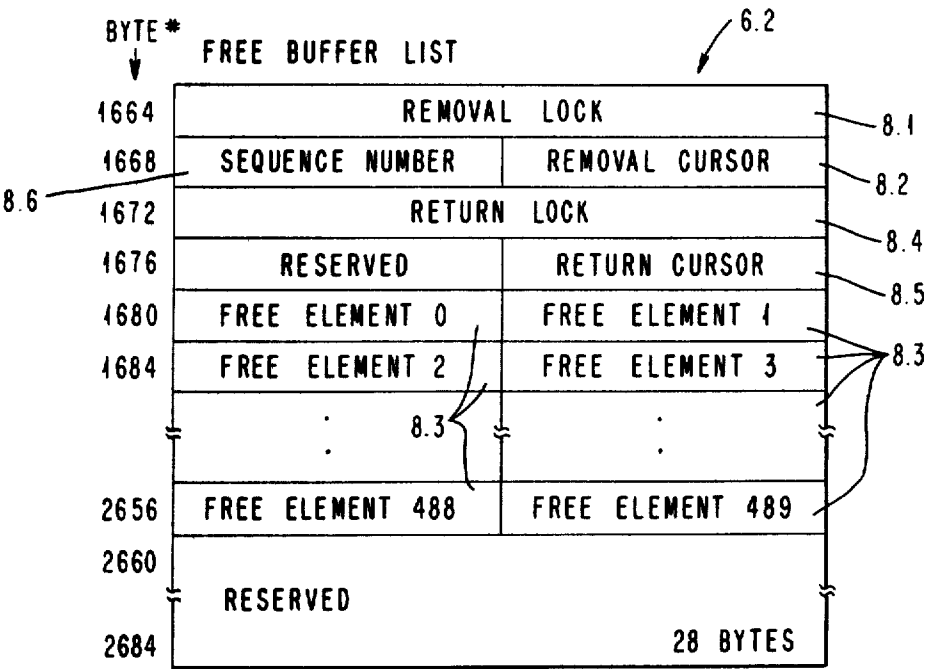 BYTE *
6.2
FREE BUFFER LIST
1664 REMOVAL LOCK 8.1
1668 SEQUENCE NUMBER REMOVAL CURSOR 8.2
8.6
1672 RETURN LOCK 8.4
1676 RESERVED RETURN CURSOR 8.5
1680 FREE ELEMENT 0 FREE ELEMENT 1
1684 FREE ELEMENT 2 FREE ELEMENT 3 8.3
8.3
2656 FREE ELEMENT 488 FREE ELEMENT 489
2660
RESERVED
2684 28 BYTES